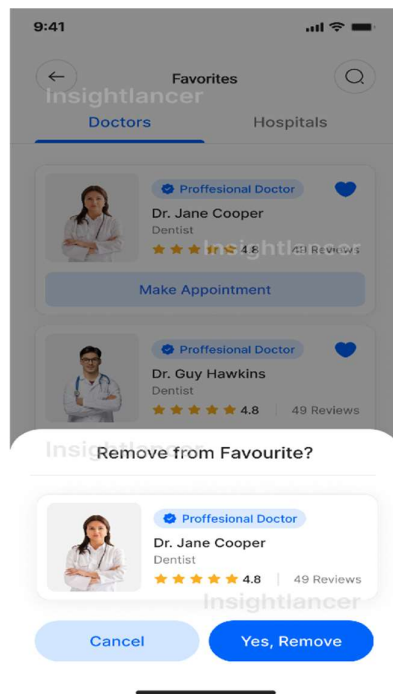 9:41
Favorites
Insightlancer
Doctors Hospitals
Proffesional Doctor
Dr. Jane Cooper
Dentist
4.8 49 Reviews
Insightlancer
Make Appointment
Proffesional Doctor
Dr. Guy Hawkins
Dentist
4.8 49 Reviews
Insightlancer
Remove from Favourite?
Proffesional Doctor
Dr. Jane Cooper
Dentist
4.8 49 Reviews
Insightlancer
Cancel Yes, Remove